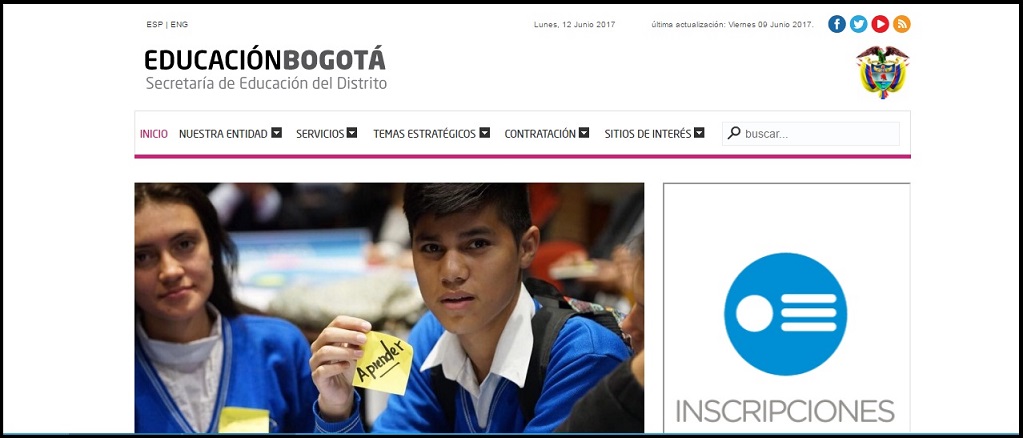 ESP | ENG
Lunes, 12 Junio 2017
última actualización: Viernes 09 Junio 2017.
EDUCACIÓNBOGOTÁ
Secretaría de Educación del Distrito
INICIO NUESTRA ENTIDAD SERVICIOS TEMAS ESTRATÉGICOS CONTRATACIÓN SITIOS DE INTERÉS buscar...
Aprender
INSCRIPCIONES